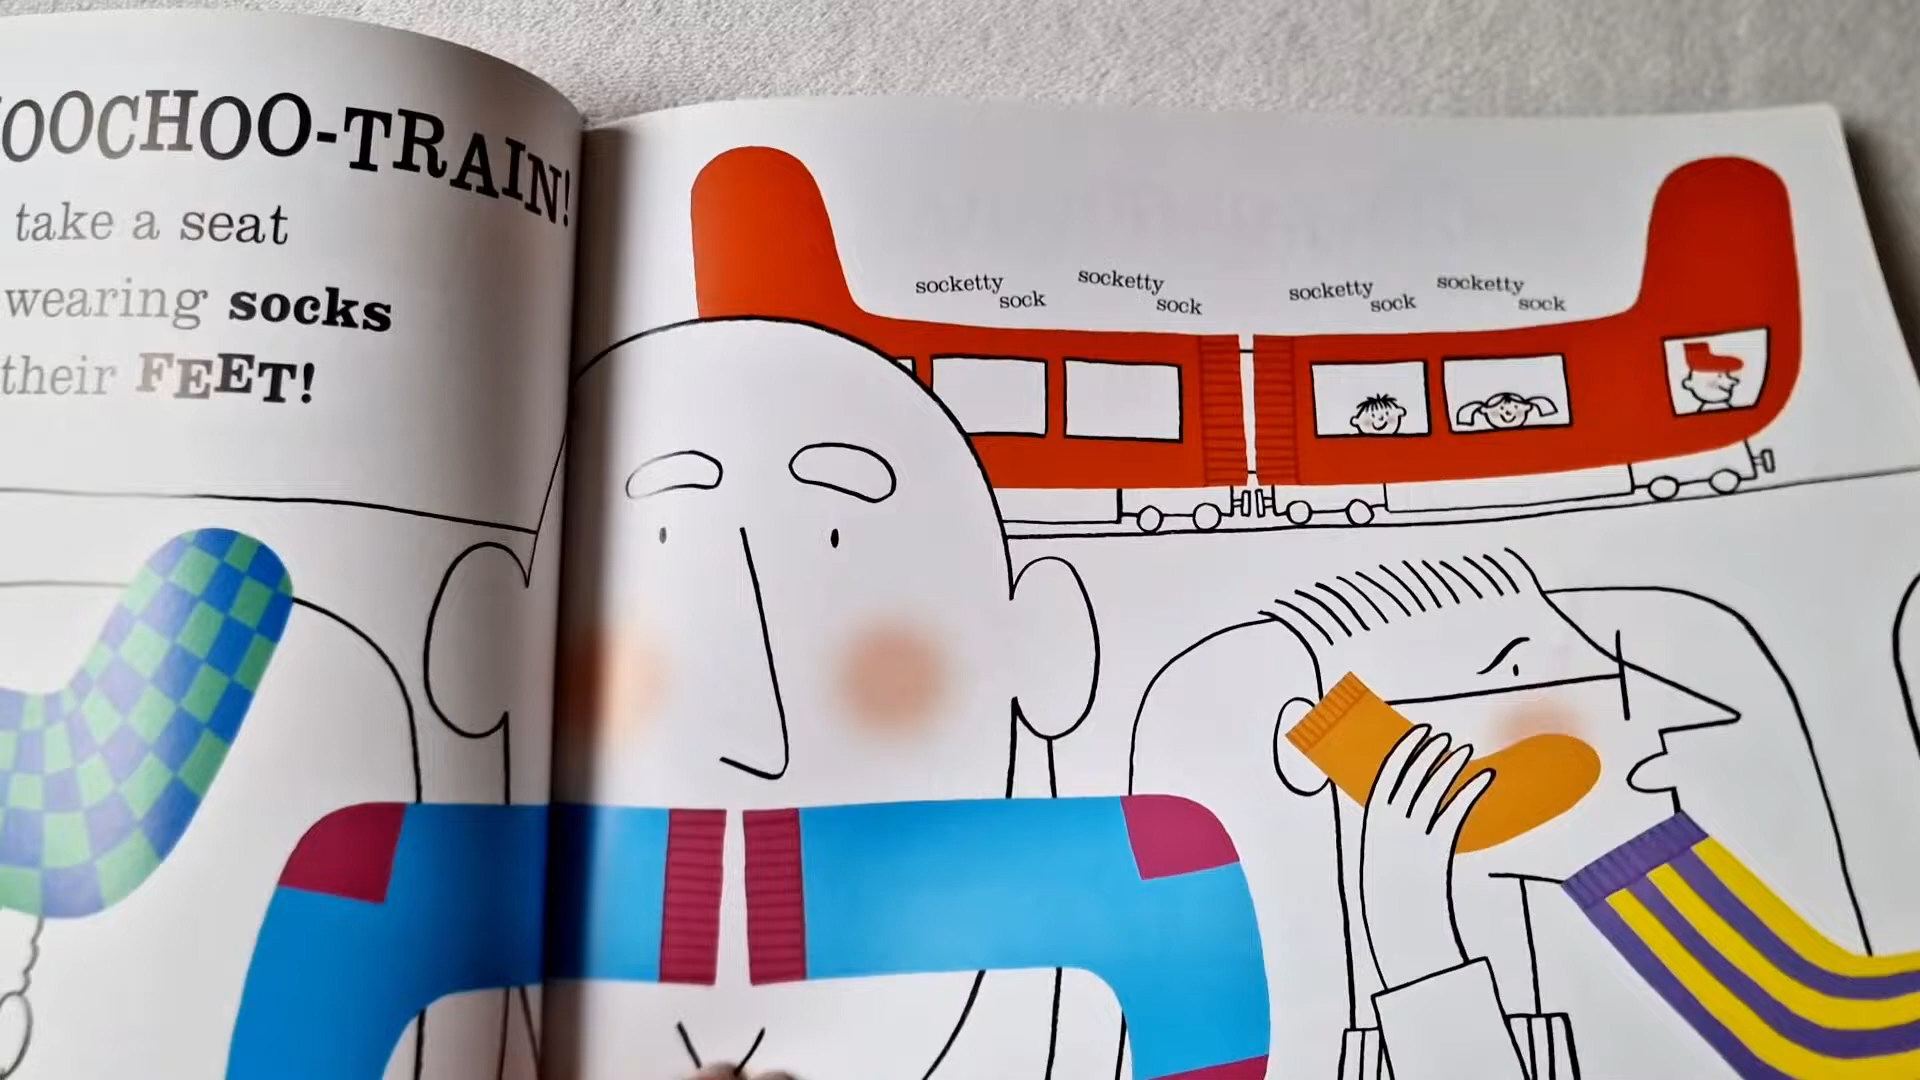 OOCHOO-TRAIN!
take a seat
wearing socks
their FEET!
socketty sock
socketty sock
socketty sock
socketty sock